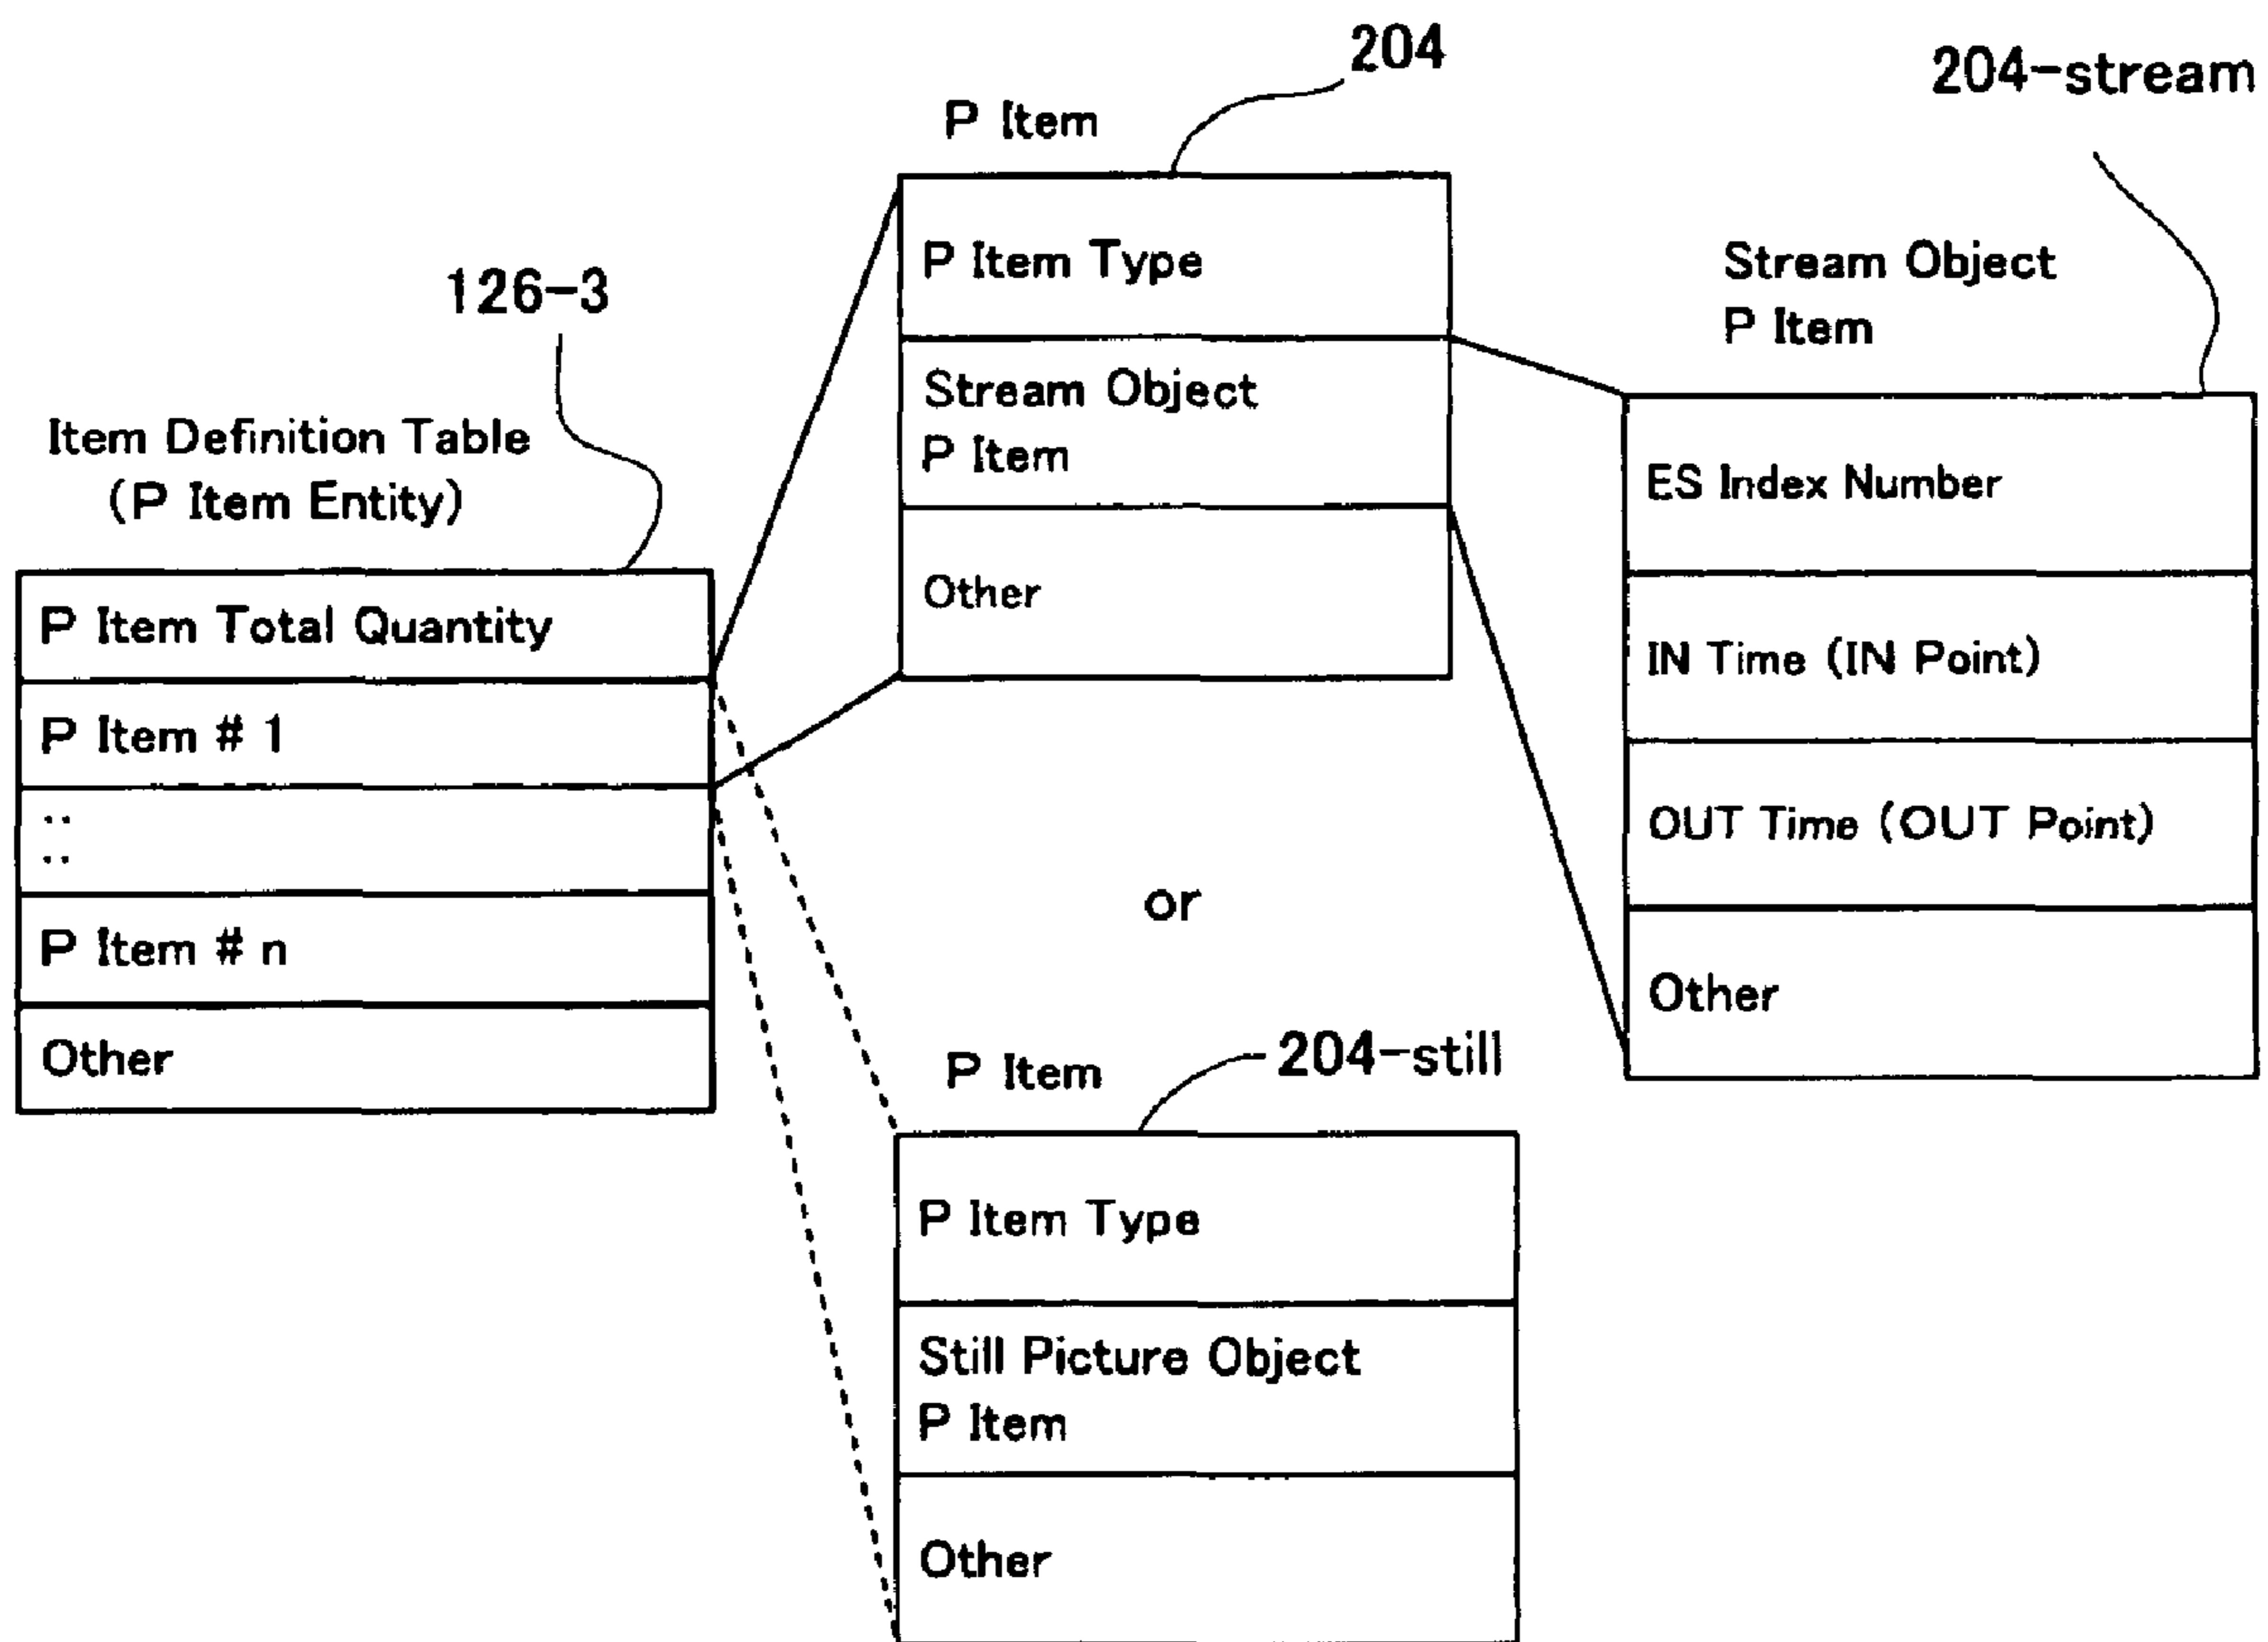 126-3
Item Definition Table
(P Item Entity)
P Item Total Quantity
P Item # 1
::
::
P Item # n
Other
204
P Item
P Item Type
Stream Object
P Item
Other
204-stream
Stream Object
P Item
ES Index Number
IN Time (IN Point)
OUT Time (OUT Point)
Other
or
204-still
P Item
P Item Type
Still Picture Object
P Item
Other